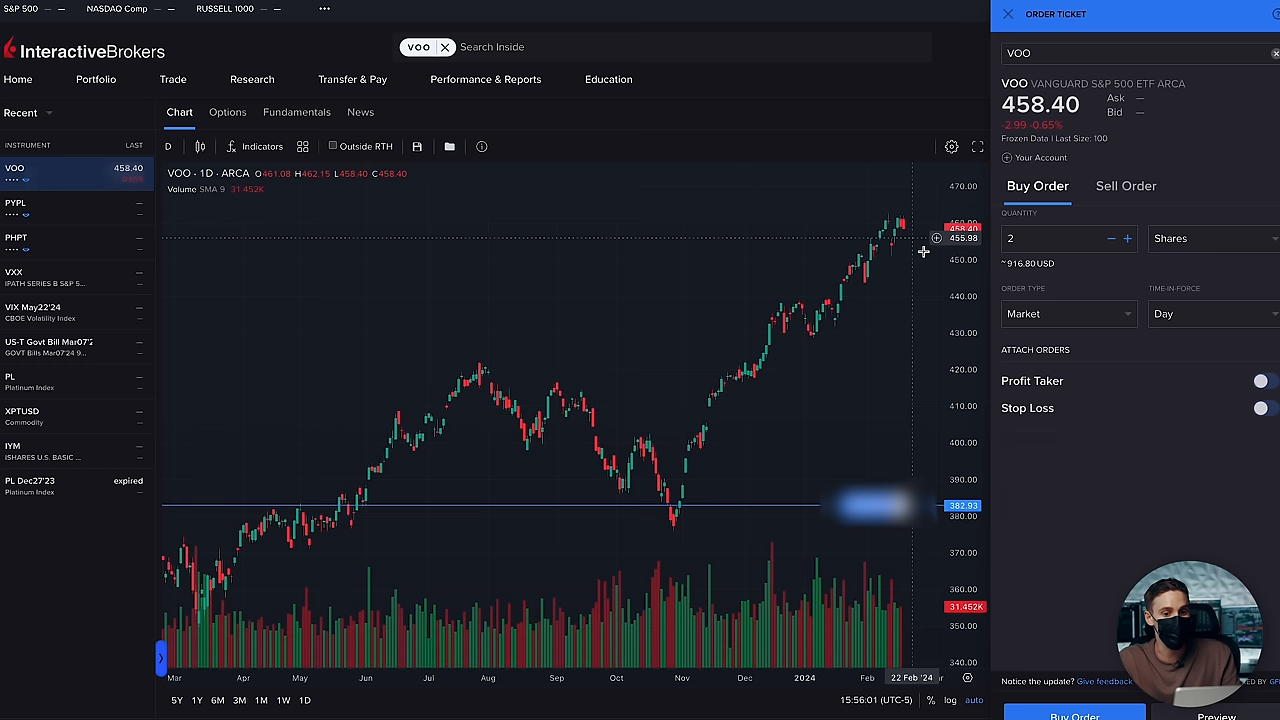 S&P 500 — — NASDAQ Comp — — RUSSELL 1000 — — •••
ORDER TICKET
InteractiveBrokers
VOO Search Inside
Home Portfolio Trade Research Transfer & Pay Performance & Reports Education
Recent
INSTRUMENT LAST
VOO 458.40
PYPL —
PHPT —
VXX —
IPATH SERIES B S&P 5... —
VIX May22'24 —
CBOE Volatility Index —
US-T Govt Bill Mar07'2 —
GOVT Bills Mar07'24 9... —
PL —
Platinum Index —
XPTUSD —
Commodity —
IYM —
ISHARES U.S. BASIC ... —
PL Dec27'23 expired
Platinum Index —
Chart Options Fundamentals News
D Indicators Outside RTH
VOO · 1D · ARCA O461.08 H462.15 L458.40 C458.40
Volume SMA 9 31.452K
470.00
458.40
455.98
450.00
440.00
430.00
420.00
410.00
400.00
390.00
382.93
380.00
370.00
360.00
31.452K
350.00
340.00
Mar Apr May Jun Jul Aug Sep Oct Nov Dec 2024 Feb 22 Feb '24
5Y 1Y 6M 3M 1M 1W 1D 15:56:01 (UTC-5) % log auto
VOO
VOO VANGUARD S&P 500 ETF ARCA
458.40 Ask —
Bid —
-2.99 -0.65%
Frozen Data | Last Size: 100
Your Account
Buy Order Sell Order
QUANTITY
2 Shares
~916.80 USD
ORDER TYPE TIME-IN-FORCE
Market Day
ATTACH ORDERS
Profit Taker
Stop Loss
Notice the update? Give feedback
Buy Order Preview